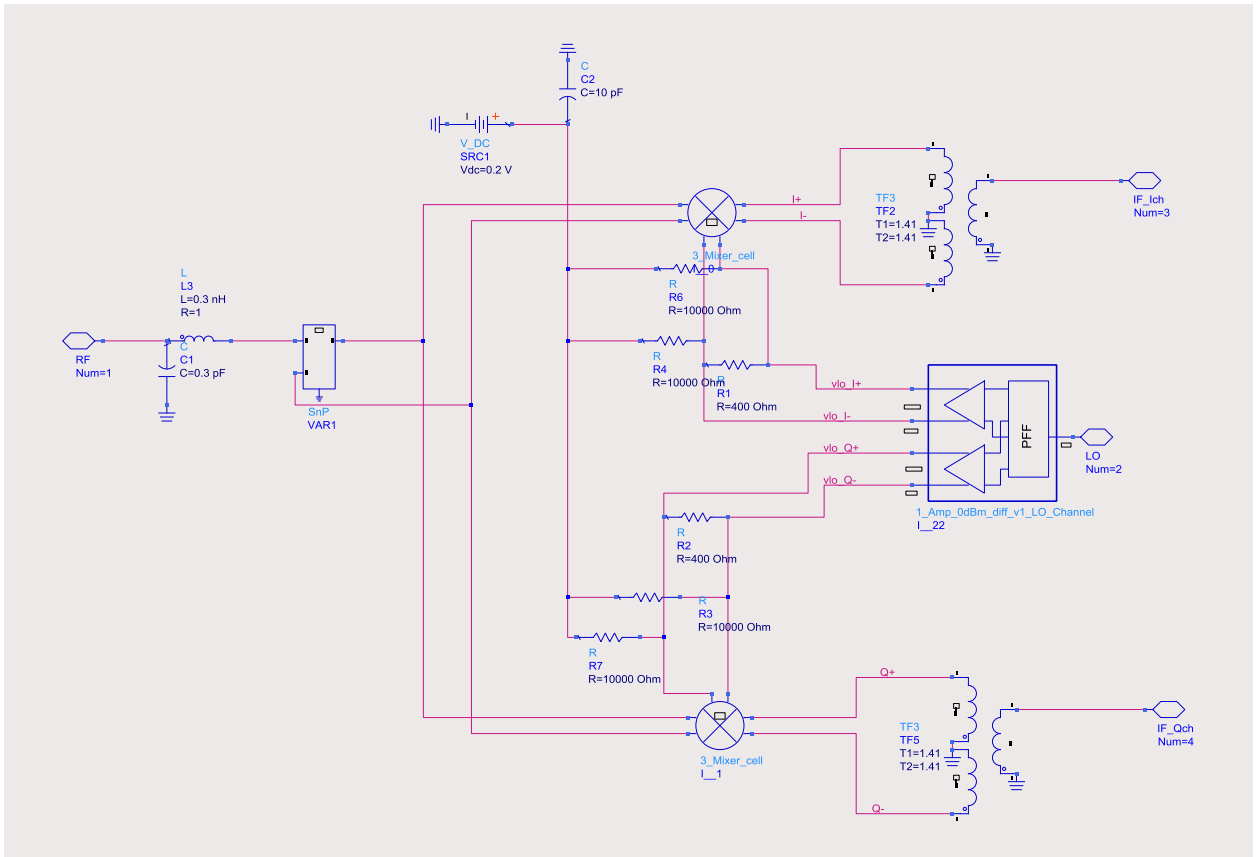 C
C2
C=10 pF
+
V_DC
SRC1
Vdc=0.2 V
I+
I-
TF3
TF2
T1=1.41
T2=1.41
IF_Ich
Num=3
3_Mixer_cell
I__0
R
R6
R=10000 Ohm
L
L3
L=0.3 nH
R=1
RF
Num=1
C
C1
C=0.3 pF
SnP
VAR1
R
R4
R=10000 Ohm
R
R1
R=400 Ohm
vlo_I+
vlo_I-
vlo_Q+
vlo_Q-
PFF
LO
Num=2
1_Amp_0dBm_diff_v1_LO_Channel
I__22
R
R2
R=400 Ohm
R
R3
R=10000 Ohm
R
R7
R=10000 Ohm
Q+
Q-
TF3
TF5
T1=1.41
T2=1.41
IF_Qch
Num=4
3_Mixer_cell
I__1